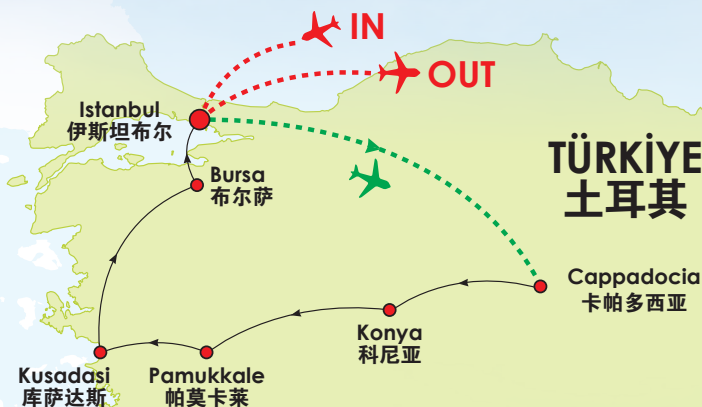 IN
OUT
Istanbul
伊斯坦布尔
Bursa
布尔萨
TÜRKİYE
土耳其
Cappadocia
卡帕多西亚
Konya
科尼亚
Kusadasi
库萨达斯
Pamukkale
帕莫卡莱